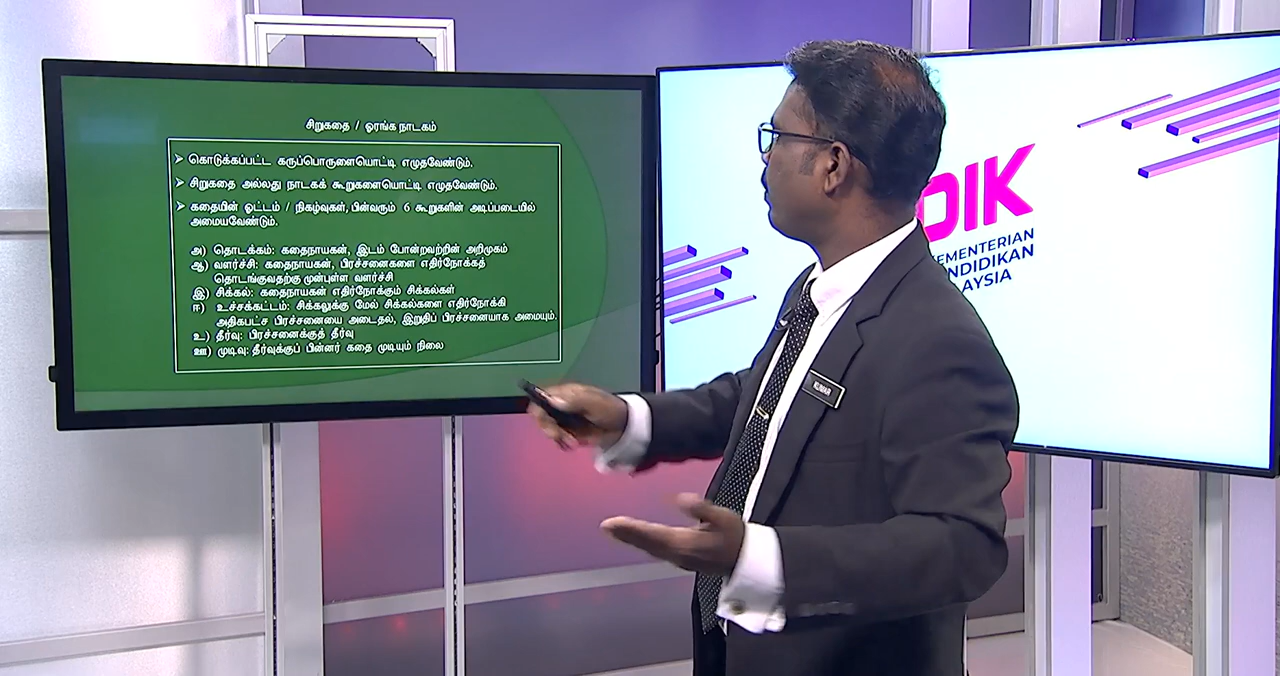 சிறுகதை / ஓரங்க நாடகம்
➢ கொடுக்கப்பட்ட கருப்பொருளையொட்டி எழுதவேண்டும்.
➢ சிறுகதை அல்லது நாடகக் கூறுகளையொட்டி எழுதவேண்டும்.
➢ கதையின் ஓட்டம் / நிகழ்வுகள், பின்வரும் 6 கூறுகளின் அடிப்படையில்
அமையவேண்டும்.
அ) தொடக்கம்: கதைநாயகன், இடம் போன்றவற்றின் அறிமுகம்
ஆ) வளர்ச்சி: கதைநாயகன், பிரச்சனைகளை எதிர்நோக்கத்
தொடங்குவதற்கு முன்புள்ள வளர்ச்சி
இ) சிக்கல்: கதைநாயகன் எதிர்நோக்கும் சிக்கல்கள்
ஈ) உச்சக்கட்டம்: சிக்கலுக்கு மேல் சிக்கல்களை எதிர்நோக்கி
அதிகபட்ச பிரச்சனையை அடைதல், இறுதிப் பிரச்சனையாக அமையும்.
உ) தீர்வு: பிரச்சனைக்குத் தீர்வு
ஊ) முடிவு: தீர்வுக்குப் பின்னர் கதை முடியும் நிலை
DIK
KEMENTERIAN
NDIDIKAN
LAYSIA
KUMAR